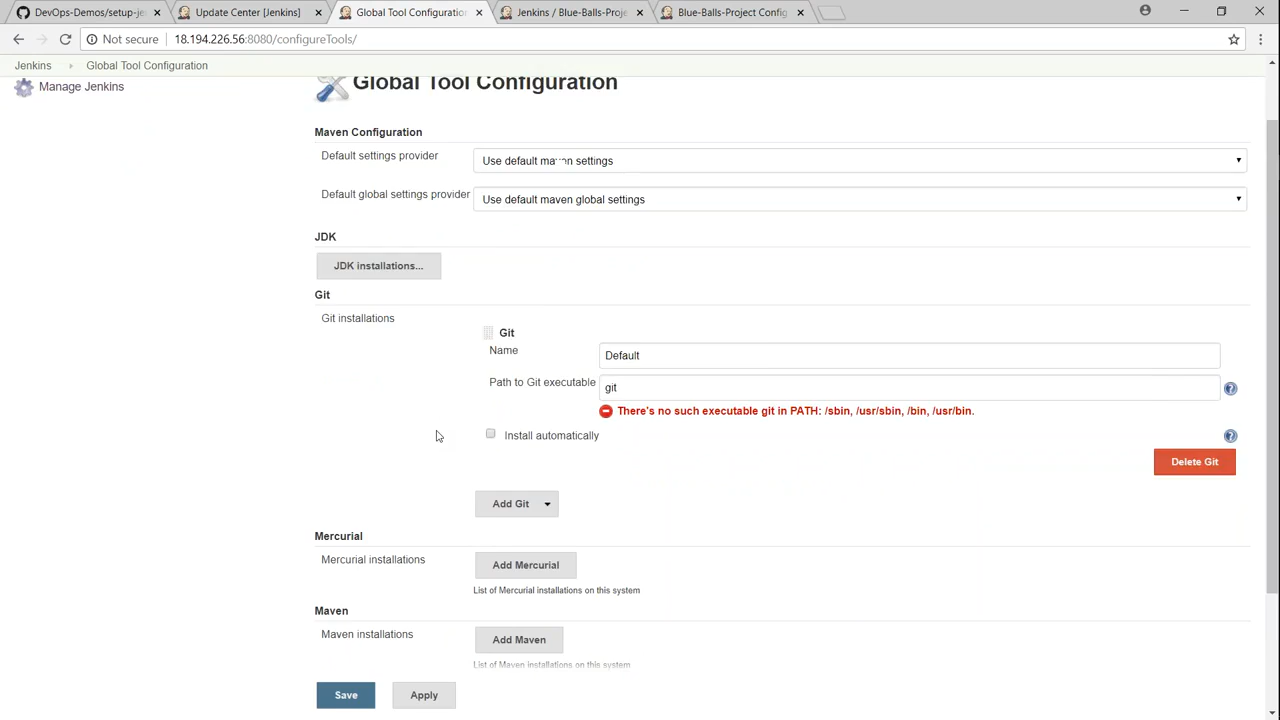 DevOps-Demos/setup-jen
Update Center [Jenkins]
Global Tool Configuration
Jenkins / Blue-Balls-Proje
Blue-Balls-Project Config
Not secure
18.194.226.56:8080/configureTools/
Jenkins
Global Tool Configuration
Manage Jenkins
Global Tool Configuration
Maven Configuration
Default settings provider
Use default maven settings
Default global settings provider
Use default maven global settings
JDK
JDK installations...
Git
Git installations
Git
Name
Default
Path to Git executable
git
There's no such executable git in PATH: /sbin, /usr/sbin, /bin, /usr/bin.
Install automatically
Delete Git
Add Git
Mercurial
Mercurial installations
Add Mercurial
List of Mercurial installations on this system
Maven
Maven installations
Add Maven
List of Maven installations on this system
Save
Apply